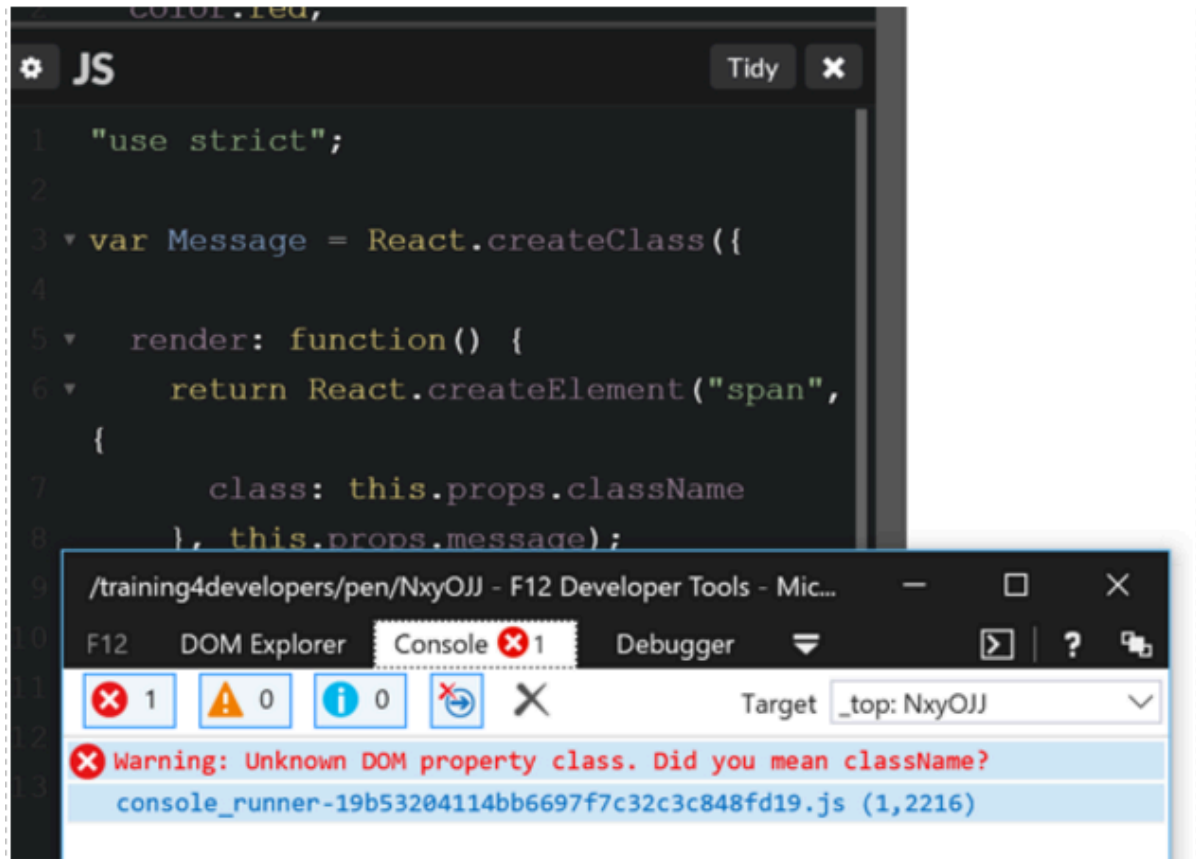 2 color.red,
JS Tidy
1 "use strict";
2
3 var Message = React.createClass({
4
5 render: function() {
6 return React.createElement("span",
{
7 class: this.props.className
8 }, this.props.message);
9
10
11
12
13
/training4developers/pen/NxyOJJ - F12 Developer Tools - Mic...
F12 DOM Explorer Console 1 Debugger ?
1 0 0 Target _top: NxyOJJ
Warning: Unknown DOM property class. Did you mean className?
console_runner-19b53204114bb6697f7c32c3c848fd19.js (1,2216)